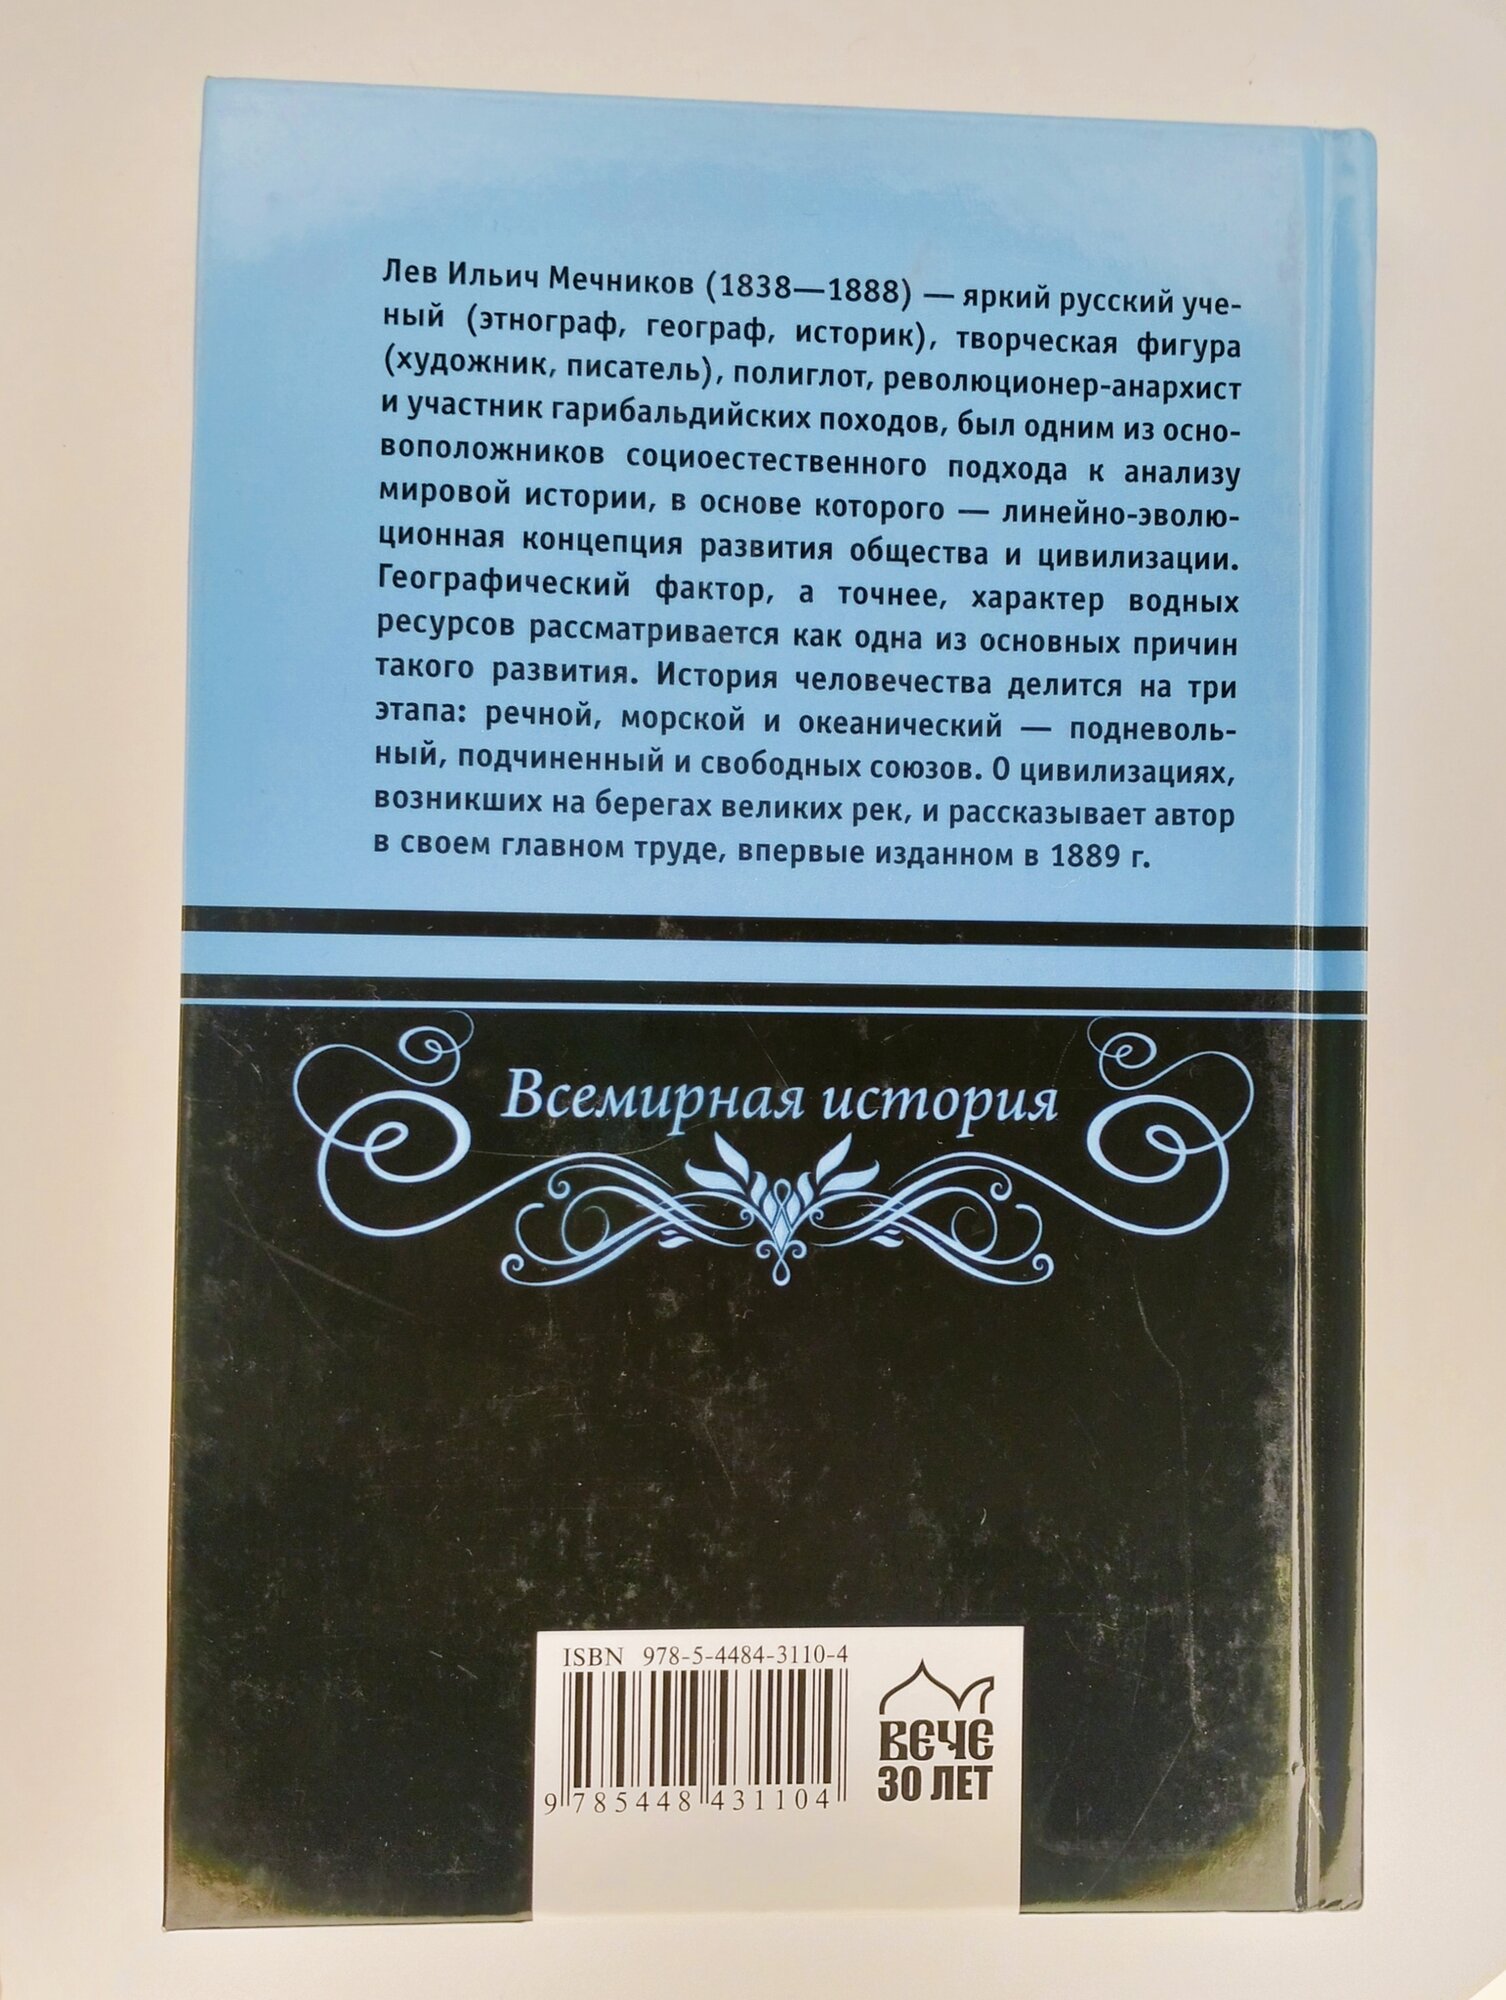 Лев Ильич Мечников (1838—1888) — яркий русский уче-
ный (этнограф, географ, историк), творческая фигура
(художник, писатель), полиглот, революционер-анархист
и участник гарибальдийских походов, был одним из осно-
воположников социоестественного подхода к анализу
мировой истории, в основе которого — линейно-эволю-
ционная концепция развития общества и цивилизации.
Географический фактор, а точнее, характер водных
ресурсов рассматривается как одна из основных причин
такого развития. История человечества делится на три
этапа: речной, морской и океанический — подневоль-
ный, подчиненный и свободных союзов. О цивилизациях,
возникших на берегах великих рек, и рассказывает автор
в своем главном труде, впервые изданном в 1889 г.
Всемирная история
ISBN 978-5-4484-3110-4
9 785448 431104
ВЕЧЕ
30 ЛЕТ